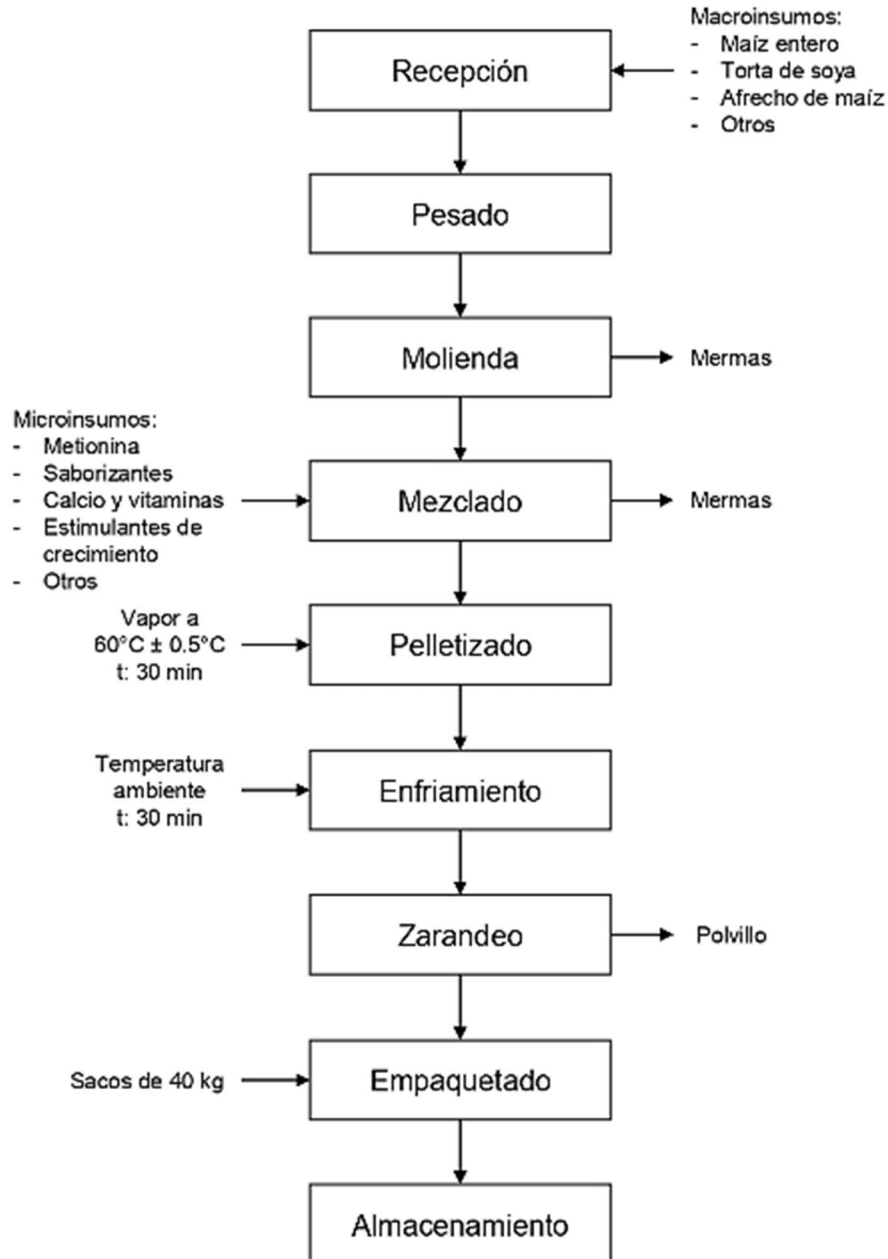 Macroinsumos:
- Maíz entero
- Torta de soya
- Afrecho de maíz
- Otros
Recepción
Pesado
Molienda
Mermas
Microinsumos:
- Metionina
- Saborizantes
- Calcio y vitaminas
- Estimulantes de
crecimiento
- Otros
Mezclado
Mermas
Vapor a
60°C ± 0.5°C
t: 30 min
Pelletizado
Temperatura
ambiente
t: 30 min
Enfriamiento
Zarandeo
Polvillo
Sacos de 40 kg
Empaquetado
Almacenamiento